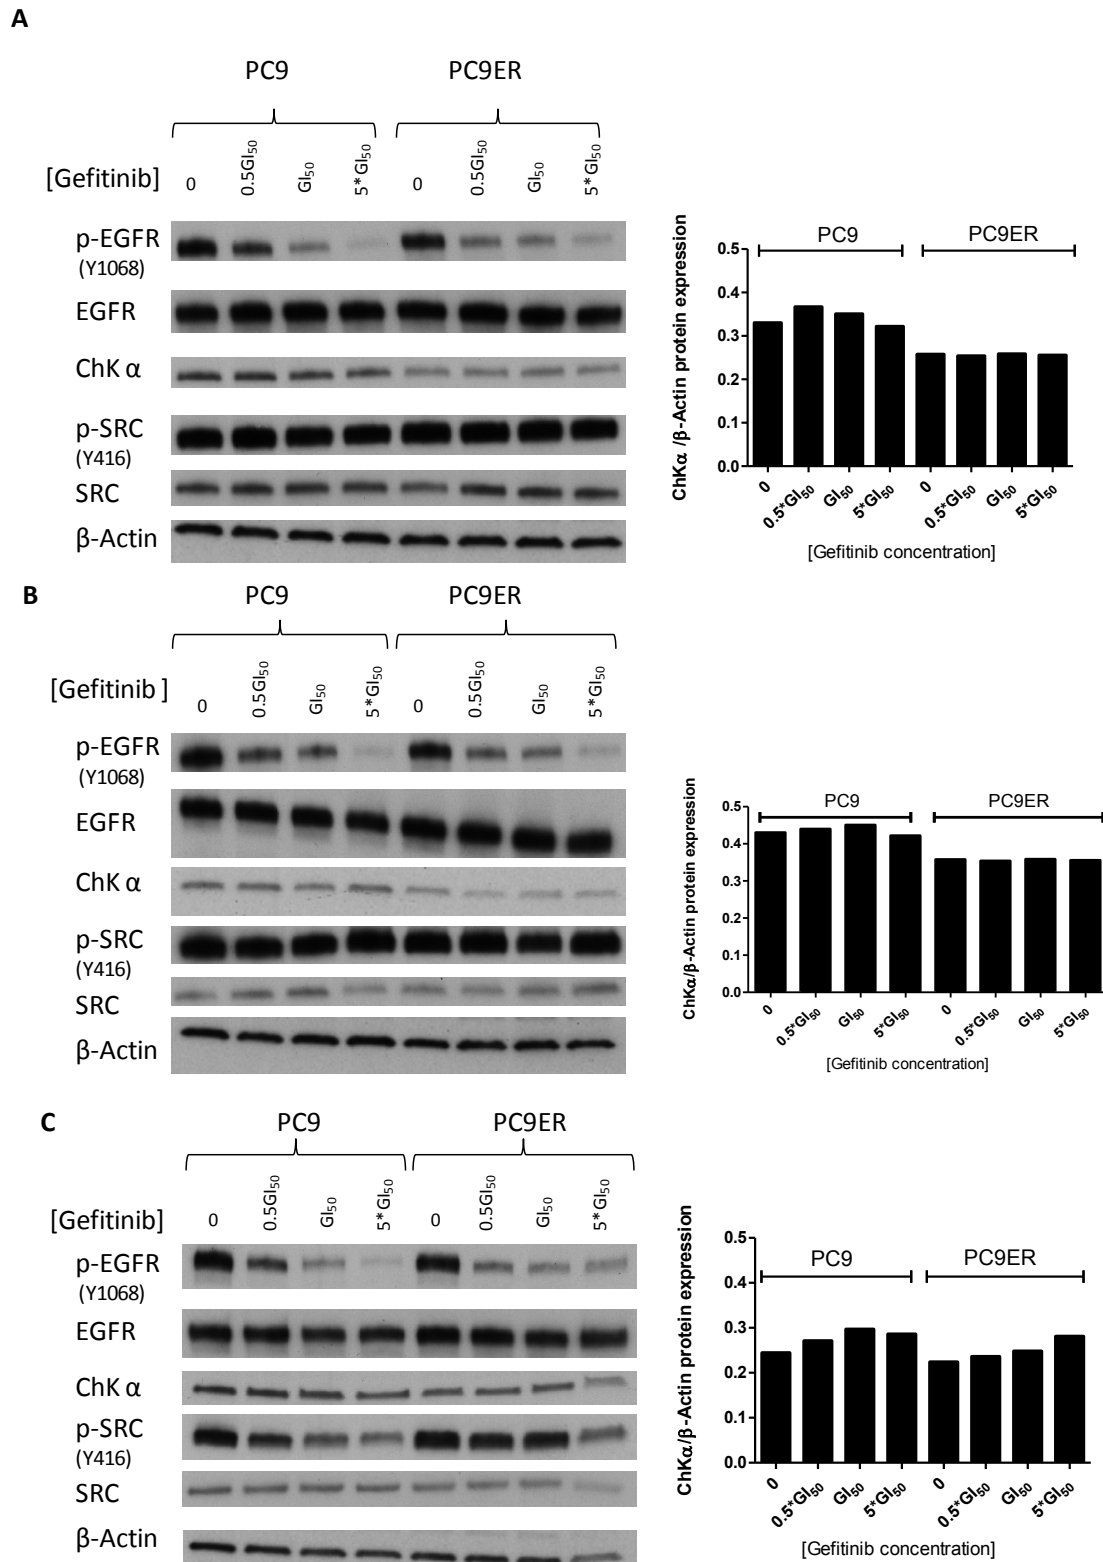 A
PC9 PC9ER
[Gefitinib] 0 0.5GI50 GI50 5*GI50 0 0.5GI50 GI50 5*GI50
p-EGFR
(Y1068)
EGFR
ChK α
p-SRC
(Y416)
SRC
β-Actin
ChKα /β-Actin protein expression
0.5
0.4
0.3
0.2
0.1
0.0
PC9 PC9ER
0 0.5*GI50 GI50 5*GI50 0 0.5*GI50 GI50 5*GI50
[Gefitinib concentration]
B
PC9 PC9ER
[Gefitinib ] 0 0.5GI50 GI50 5*GI50 0 0.5GI50 GI50 5*GI50
p-EGFR
(Y1068)
EGFR
ChK α
p-SRC
(Y416)
SRC
β-Actin
ChKα/β-Actin protein expression
0.5
0.4
0.3
0.2
0.1
0.0
PC9 PC9ER
0 0.5*GI50 GI50 5*GI50 0 0.5*GI50 GI50 5*GI50
[Gefitinib concentration]
C
PC9 PC9ER
[Gefitinib] 0 0.5GI50 GI50 5*GI50 0 0.5GI50 GI50 5*GI50
p-EGFR
(Y1068)
EGFR
ChK α
p-SRC
(Y416)
SRC
β-Actin
ChKα/β-Actin protein expression
0.5
0.4
0.3
0.2
0.1
0.0
PC9 PC9ER
0 0.5*GI50 GI50 5*GI50 0 0.5*GI50 GI50 5*GI50
[Gefitinib concentration]